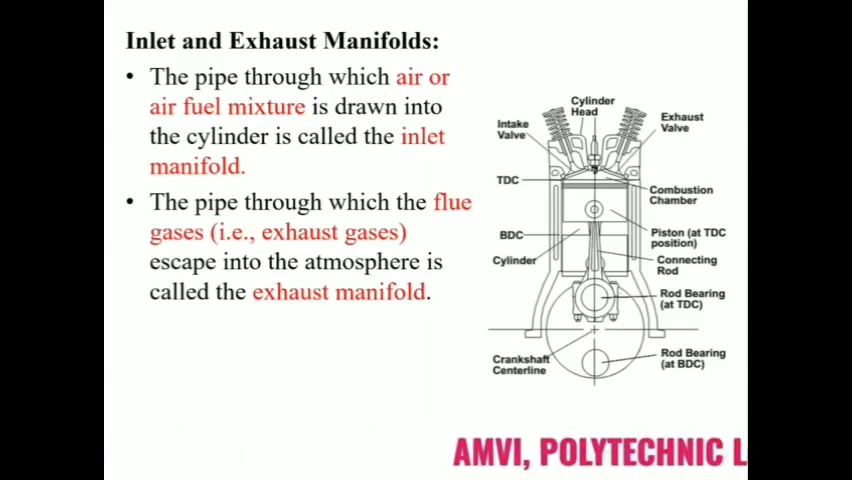 Inlet and Exhaust Manifolds:
• The pipe through which air or
air fuel mixture is drawn into
the cylinder is called the inlet
manifold.
• The pipe through which the flue
gases (i.e., exhaust gases)
escape into the atmosphere is
called the exhaust manifold.
Cylinder
Head
Intake
Valve
Exhaust
Valve
TDC
Combustion
Chamber
BDC
Piston (at TDC
position)
Cylinder
Connecting
Rod
Rod Bearing
(at TDC)
Crankshaft
Centerline
Rod Bearing
(at BDC)
AMVI, POLYTECHNIC L